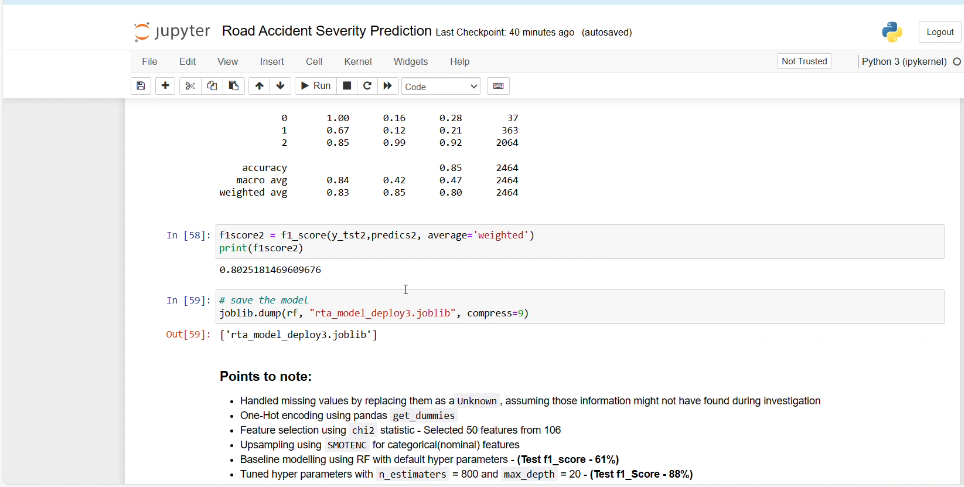 jupyter Road Accident Severity Prediction Last Checkpoint: 40 minutes ago (autosaved) Logout
File Edit View Insert Cell Kernel Widgets Help Not Trusted Python 3 (ipykernel)
Run Code
0 1.00 0.16 0.28 37
1 0.67 0.12 0.21 363
2 0.85 0.99 0.92 2064
accuracy 0.85 2464
macro avg 0.84 0.42 0.47 2464
weighted avg 0.83 0.85 0.80 2464
In [58]: f1score2 = f1_score(y_tst2,predics2, average='weighted')
print(f1score2)
0.8025181469609676
In [59]: # save the model
joblib.dump(rf, "rta_model_deploy3.joblib", compress=9)
Out[59]: ['rta_model_deploy3.joblib']
Points to note:
• Handled missing values by replacing them as a Unknown , assuming those information might not have found during investigation
• One-Hot encoding using pandas get_dummies
• Feature selection using chi2 statistic - Selected 50 features from 106
• Upsampling using SMOTENC for categorical(nominal) features
• Baseline modelling using RF with default hyper parameters - (Test f1_score - 61%)
• Tuned hyper parameters with n_estimaters = 800 and max_depth = 20 - (Test f1_Score - 88%)